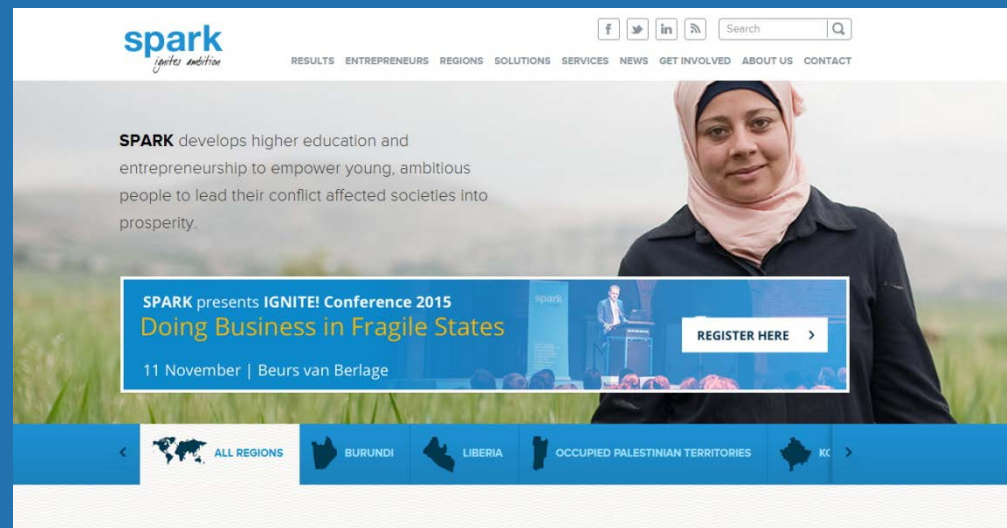 spark
ignites ambition
f in
Search
RESULTS ENTREPRENEURS REGIONS SOLUTIONS SERVICES NEWS GET INVOLVED ABOUT US CONTACT
SPARK develops higher education and
entrepreneurship to empower young, ambitious
people to lead their conflict affected societies into
prosperity.
SPARK presents IGNITE! Conference 2015
Doing Business in Fragile States
11 November | Beurs van Berlage
spark
REGISTER HERE >
< ALL REGIONS BURUNDI LIBERIA OCCUPIED PALESTINIAN TERRITORIES KO >